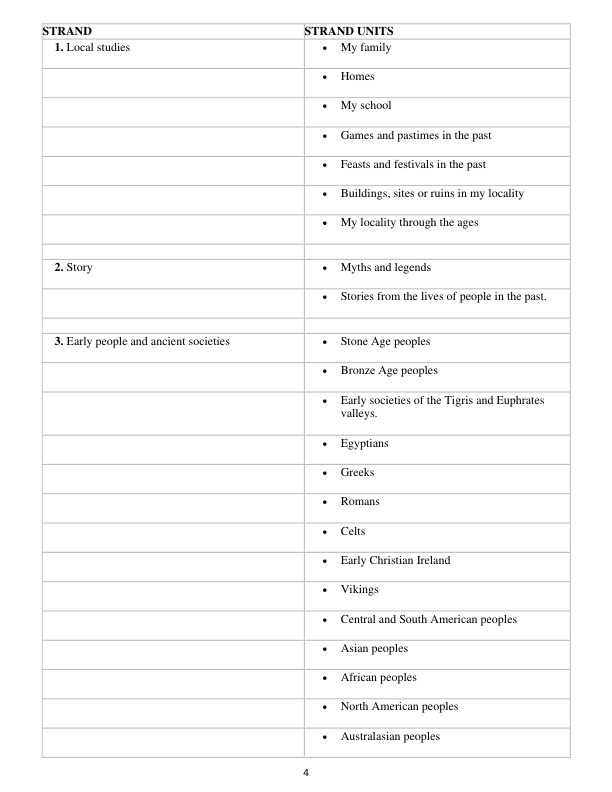 STRAND STRAND UNITS
1. Local studies • My family
• Homes
• My school
• Games and pastimes in the past
• Feasts and festivals in the past
• Buildings, sites or ruins in my locality
• My locality through the ages
2. Story • Myths and legends
• Stories from the lives of people in the past.
3. Early people and ancient societies • Stone Age peoples
• Bronze Age peoples
• Early societies of the Tigris and Euphrates
valleys.
• Egyptians
• Greeks
• Romans
• Celts
• Early Christian Ireland
• Vikings
• Central and South American peoples
• Asian peoples
• African peoples
• North American peoples
• Australasian peoples
4